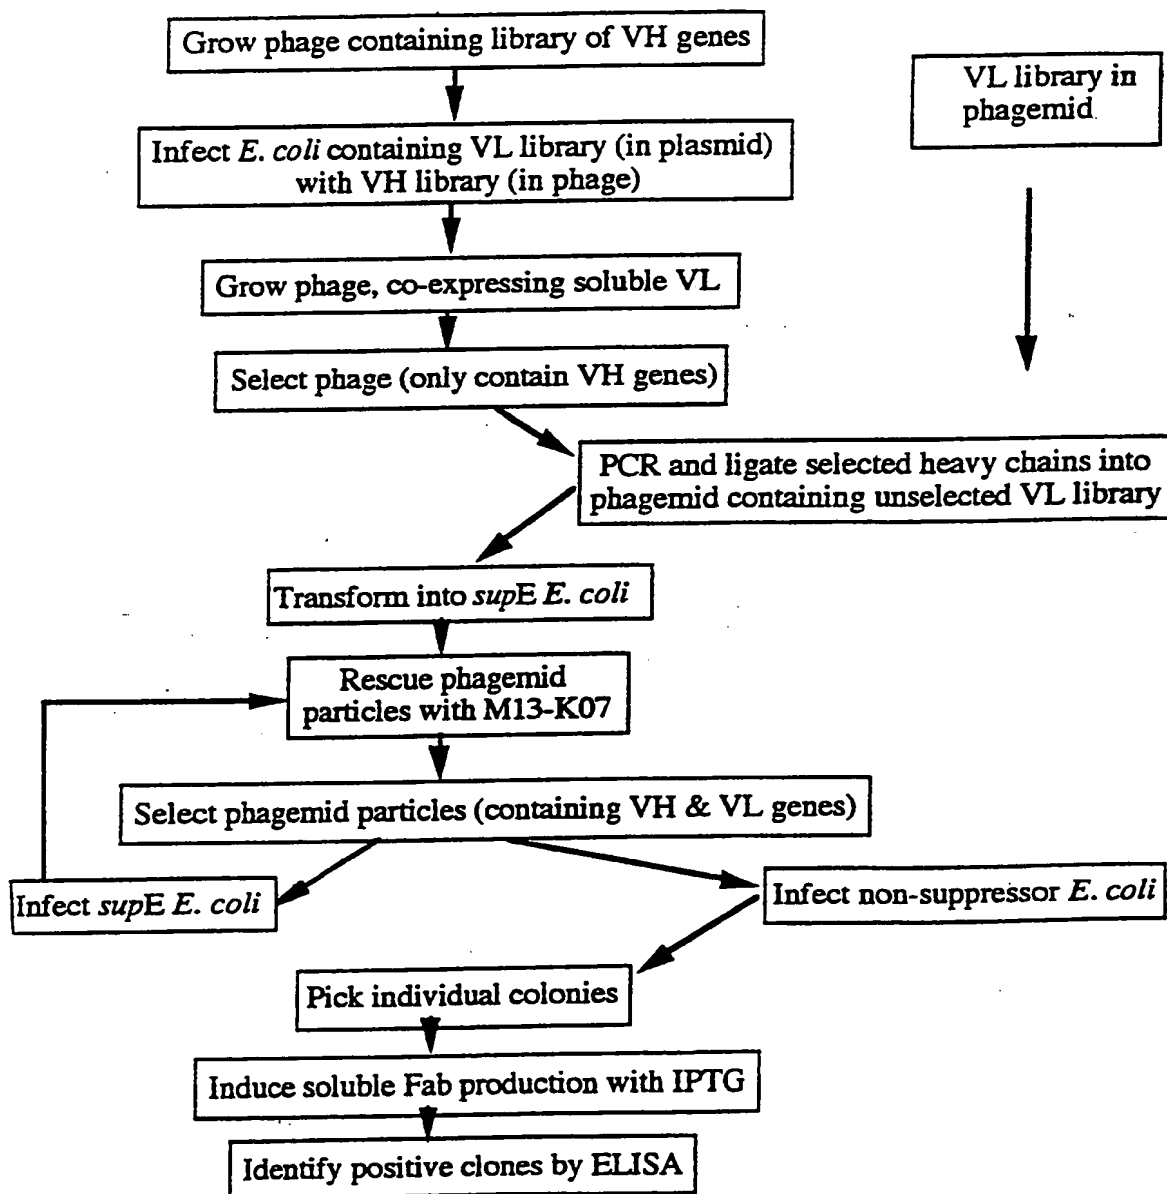 Grow phage containing library of VH genes
VL library in
phagemid
Infect E. coli containing VL library (in plasmid)
with VH library (in phage)
Grow phage, co-expressing soluble VL
Select phage (only contain VH genes)
PCR and ligate selected heavy chains into
phagemid containing unselected VL library
Transform into supE E. coli
Rescue phagemid
particles with M13-K07
Select phagemid particles (containing VH & VL genes)
Infect supE E. coli
Infect non-suppressor E. coli
Pick individual colonies
Induce soluble Fab production with IPTG
Identify positive clones by ELISA